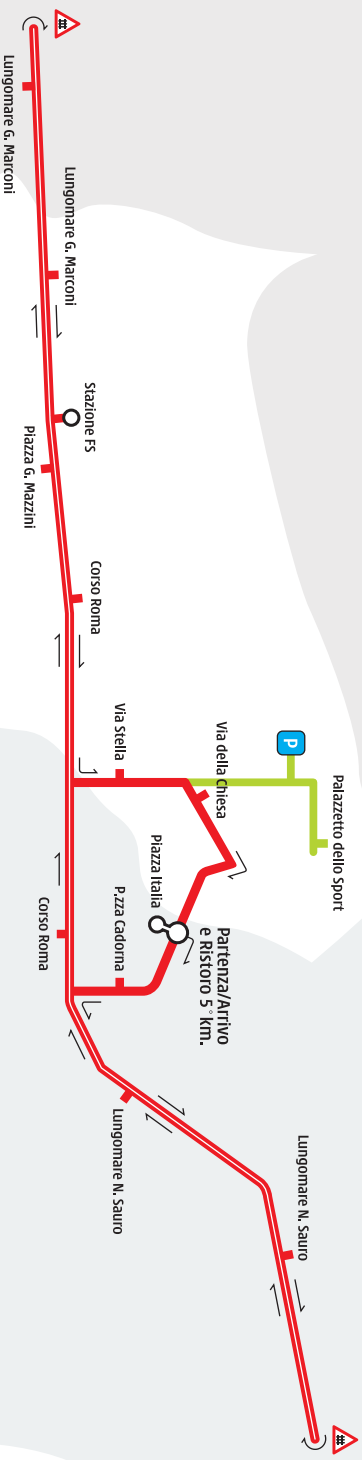 Lungomare G. Marconi
Lungomare G. Marconi
Stazione FS
Piazza G. Mazzini
Corso Roma
Via Stella
Via della Chiesa
P
Palazzetto dello Sport
Piazza Italia
Partenza/Arrivo
e Ristoro 5° km.
P.zza Cadorna
Corso Roma
Lungomare N. Sauro
Lungomare N. Sauro